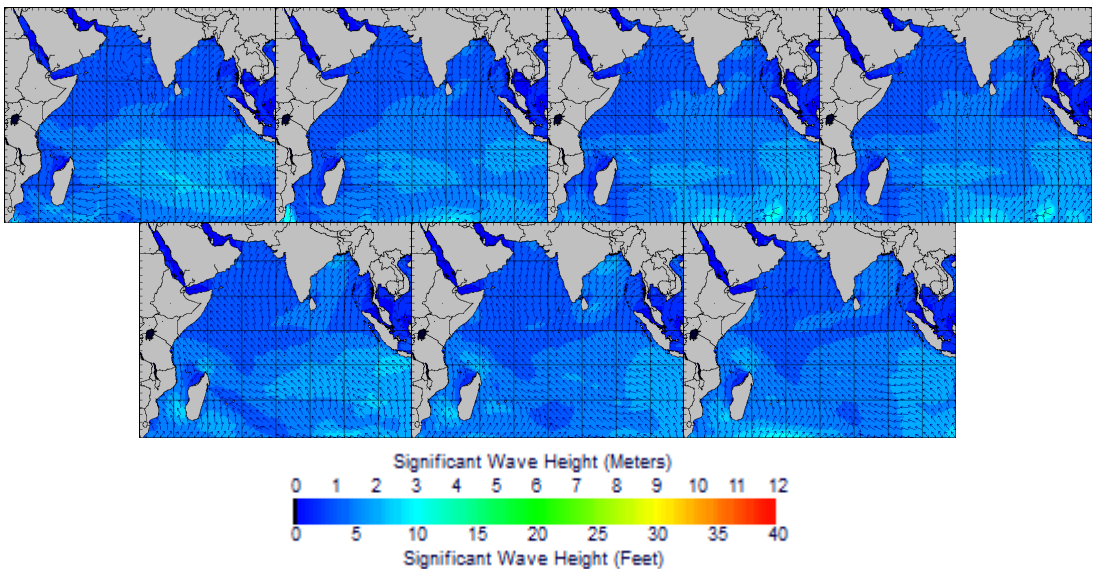 Significant Wave Height (Meters)
0 1 2 3 4 5 6 7 8 9 10 11 12
0 5 10 15 20 25 30 35 40
Significant Wave Height (Feet)